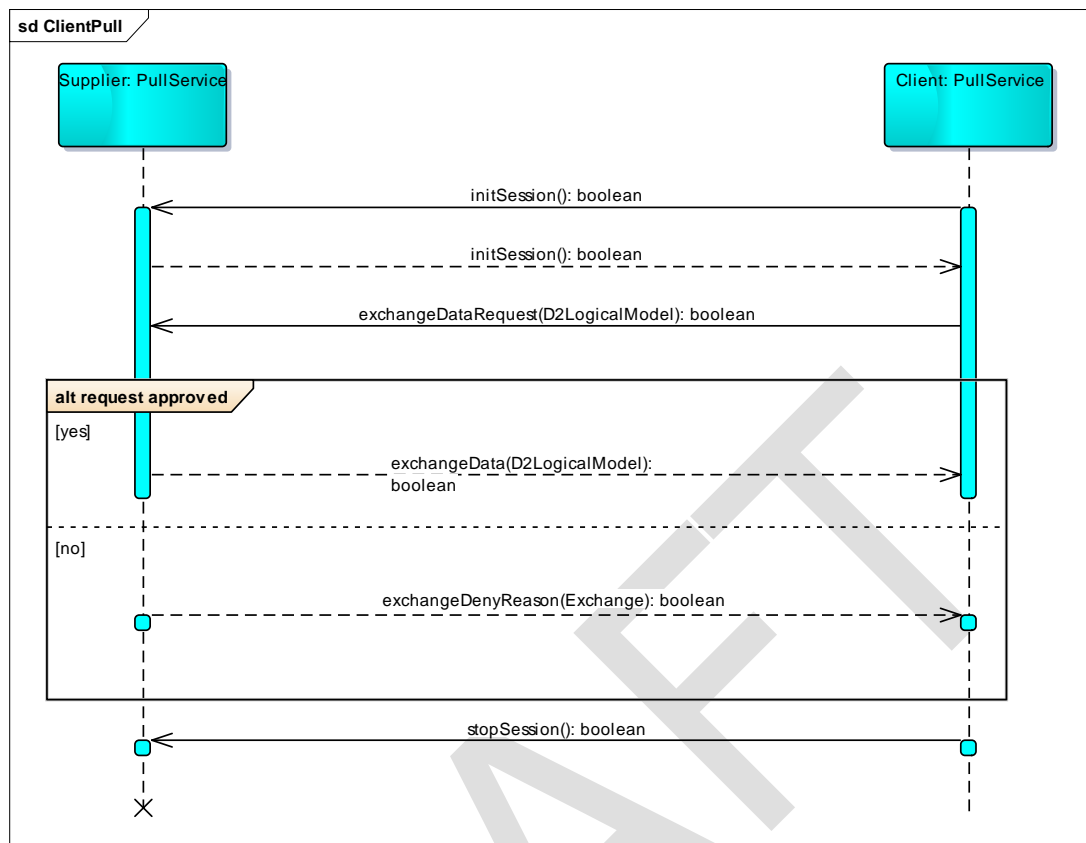 sd ClientPull
Supplier: PullService
Client: PullService
initSession(): boolean
initSession(): boolean
exchangeDataRequest(D2LogicalModel): boolean
alt request approved
[yes]
exchangeData(D2LogicalModel):
boolean
[no]
exchangeDenyReason(Exchange): boolean
stopSession(): boolean
AFT